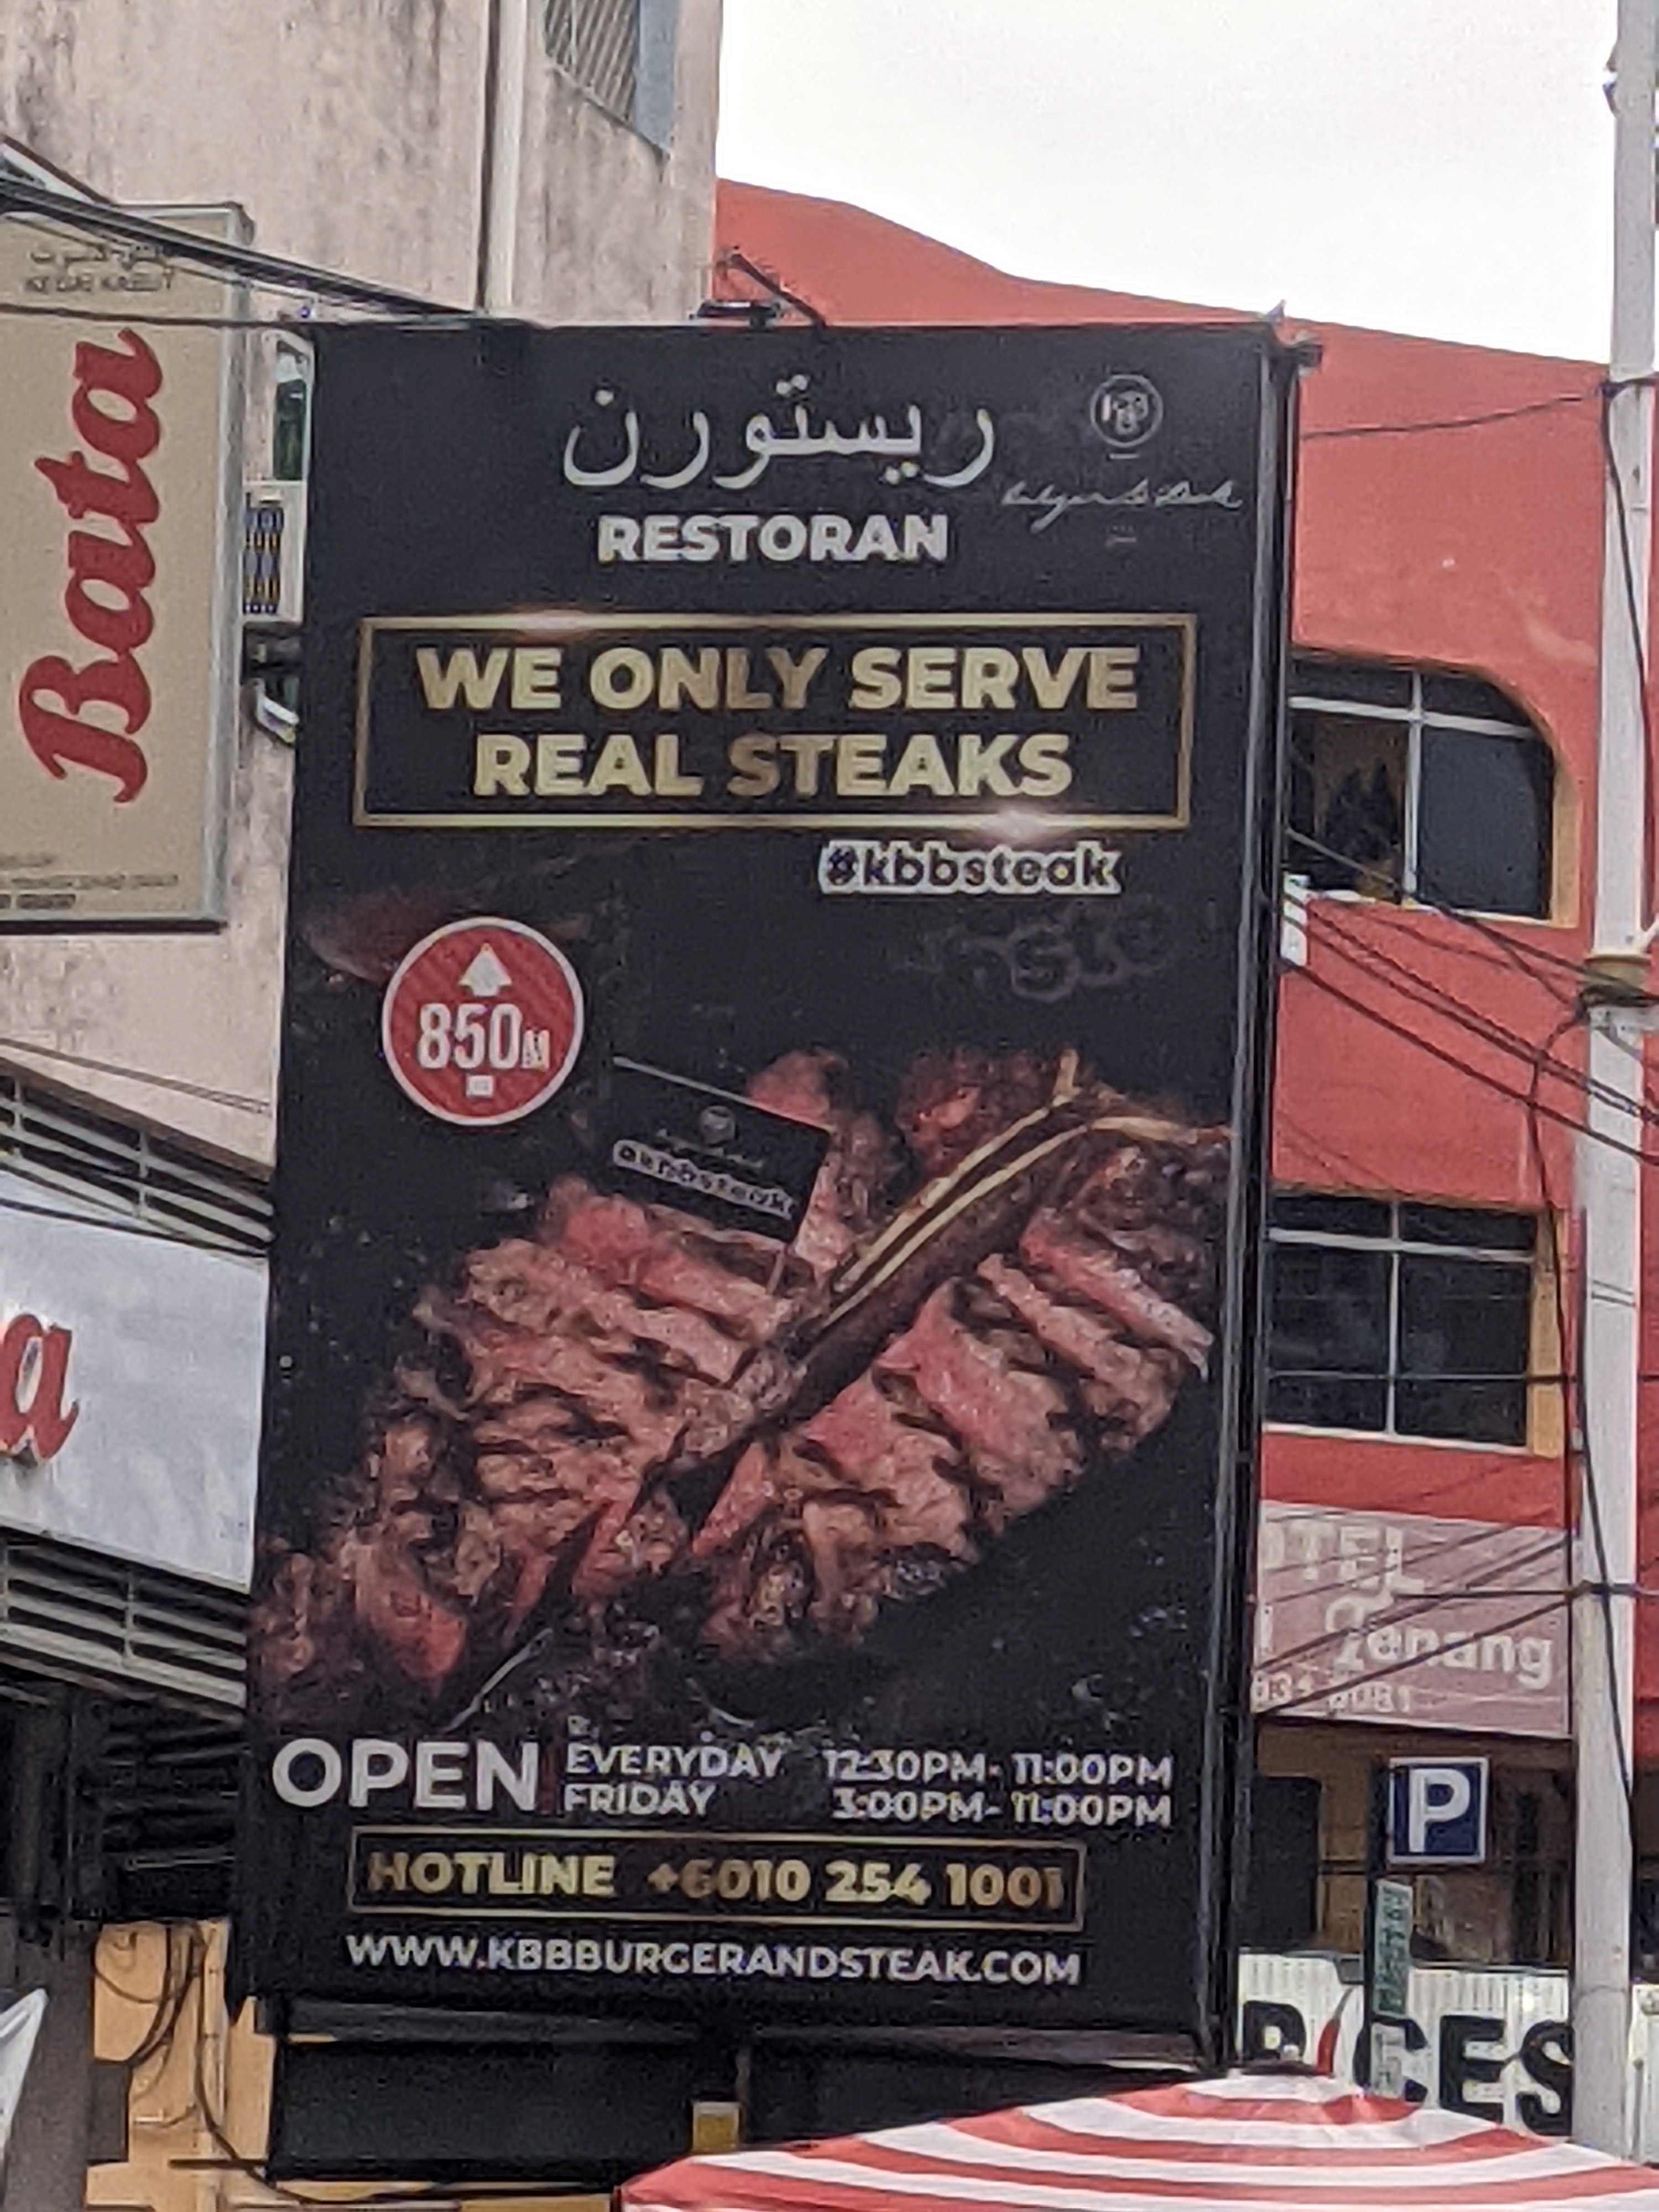 Bata
ريستورن
RESTORAN
WE ONLY SERVE
REAL STEAKS
#kbbsteak
850M
#kbbsteak
OPEN
EVERYDAY 12:30PM- 11:00PM
FRIDAY 3:00PM- 11:00PM
HOTLINE +6010 254 1001
WWW.KBBBURGERANDSTEAK.COM
a
P